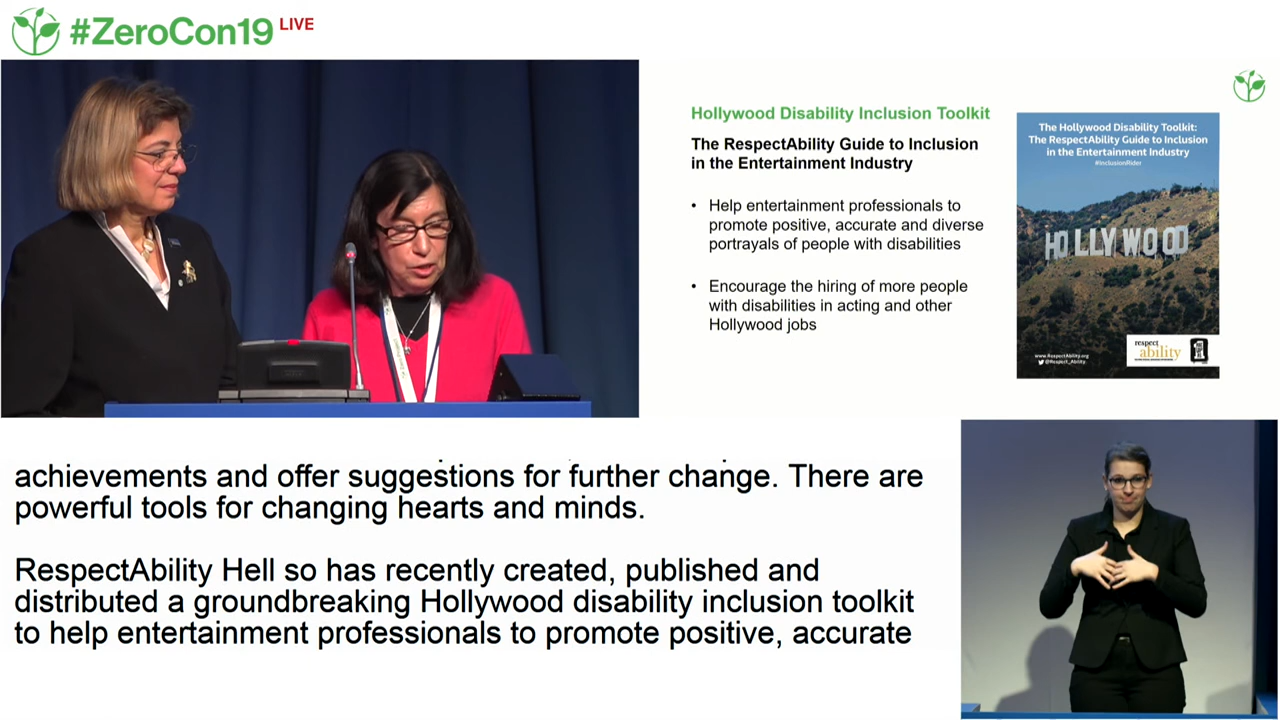 #ZeroCon19 LIVE
Hollywood Disability Inclusion Toolkit
The RespectAbility Guide to Inclusion
in the Entertainment Industry
• Help entertainment professionals to
promote positive, accurate and diverse
portrayals of people with disabilities
• Encourage the hiring of more people
with disabilities in acting and other
Hollywood jobs
The Hollywood Disability Toolkit:
The RespectAbility Guide to Inclusion
in the Entertainment Industry
#InclusionRider
HOLLYWOOD
www.RespectAbility.org
@Respect_Ability
respect
ability
achievements and offer suggestions for further change. There are
powerful tools for changing hearts and minds.
RespectAbility Hell so has recently created, published and
distributed a groundbreaking Hollywood disability inclusion toolkit
to help entertainment professionals to promote positive, accurate